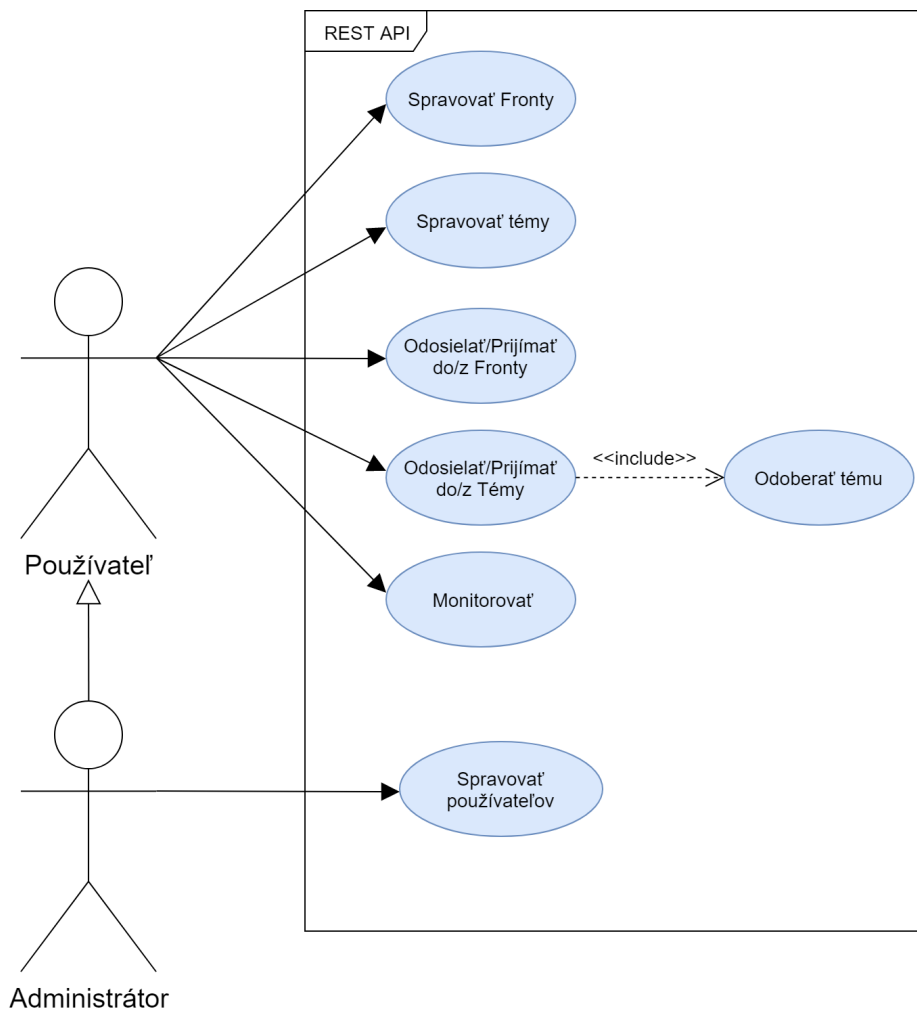 REST API
Spravovať Fronty
Spravovať témy
Odosielať/Prijímať
do/z Fronty
Odosielať/Prijímať
do/z Témy
<<include>>
Odoberať tému
Používateľ
Monitorovať
Spravovať
používateľov
Administrátor